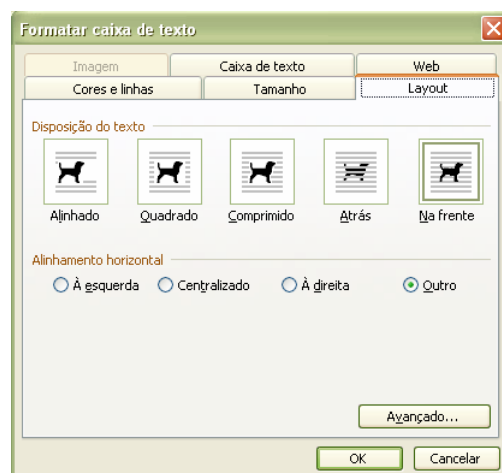 Formatar caixa de texto
Imagem Caixa de texto Web
Cores e linhas Tamanho Layout
Disposição do texto
Alinhado Quadrado Comprimido Atrás Na frente
Alinhamento horizontal
À esquerda Centralizado À direita Outro
Avançado...
OK Cancelar